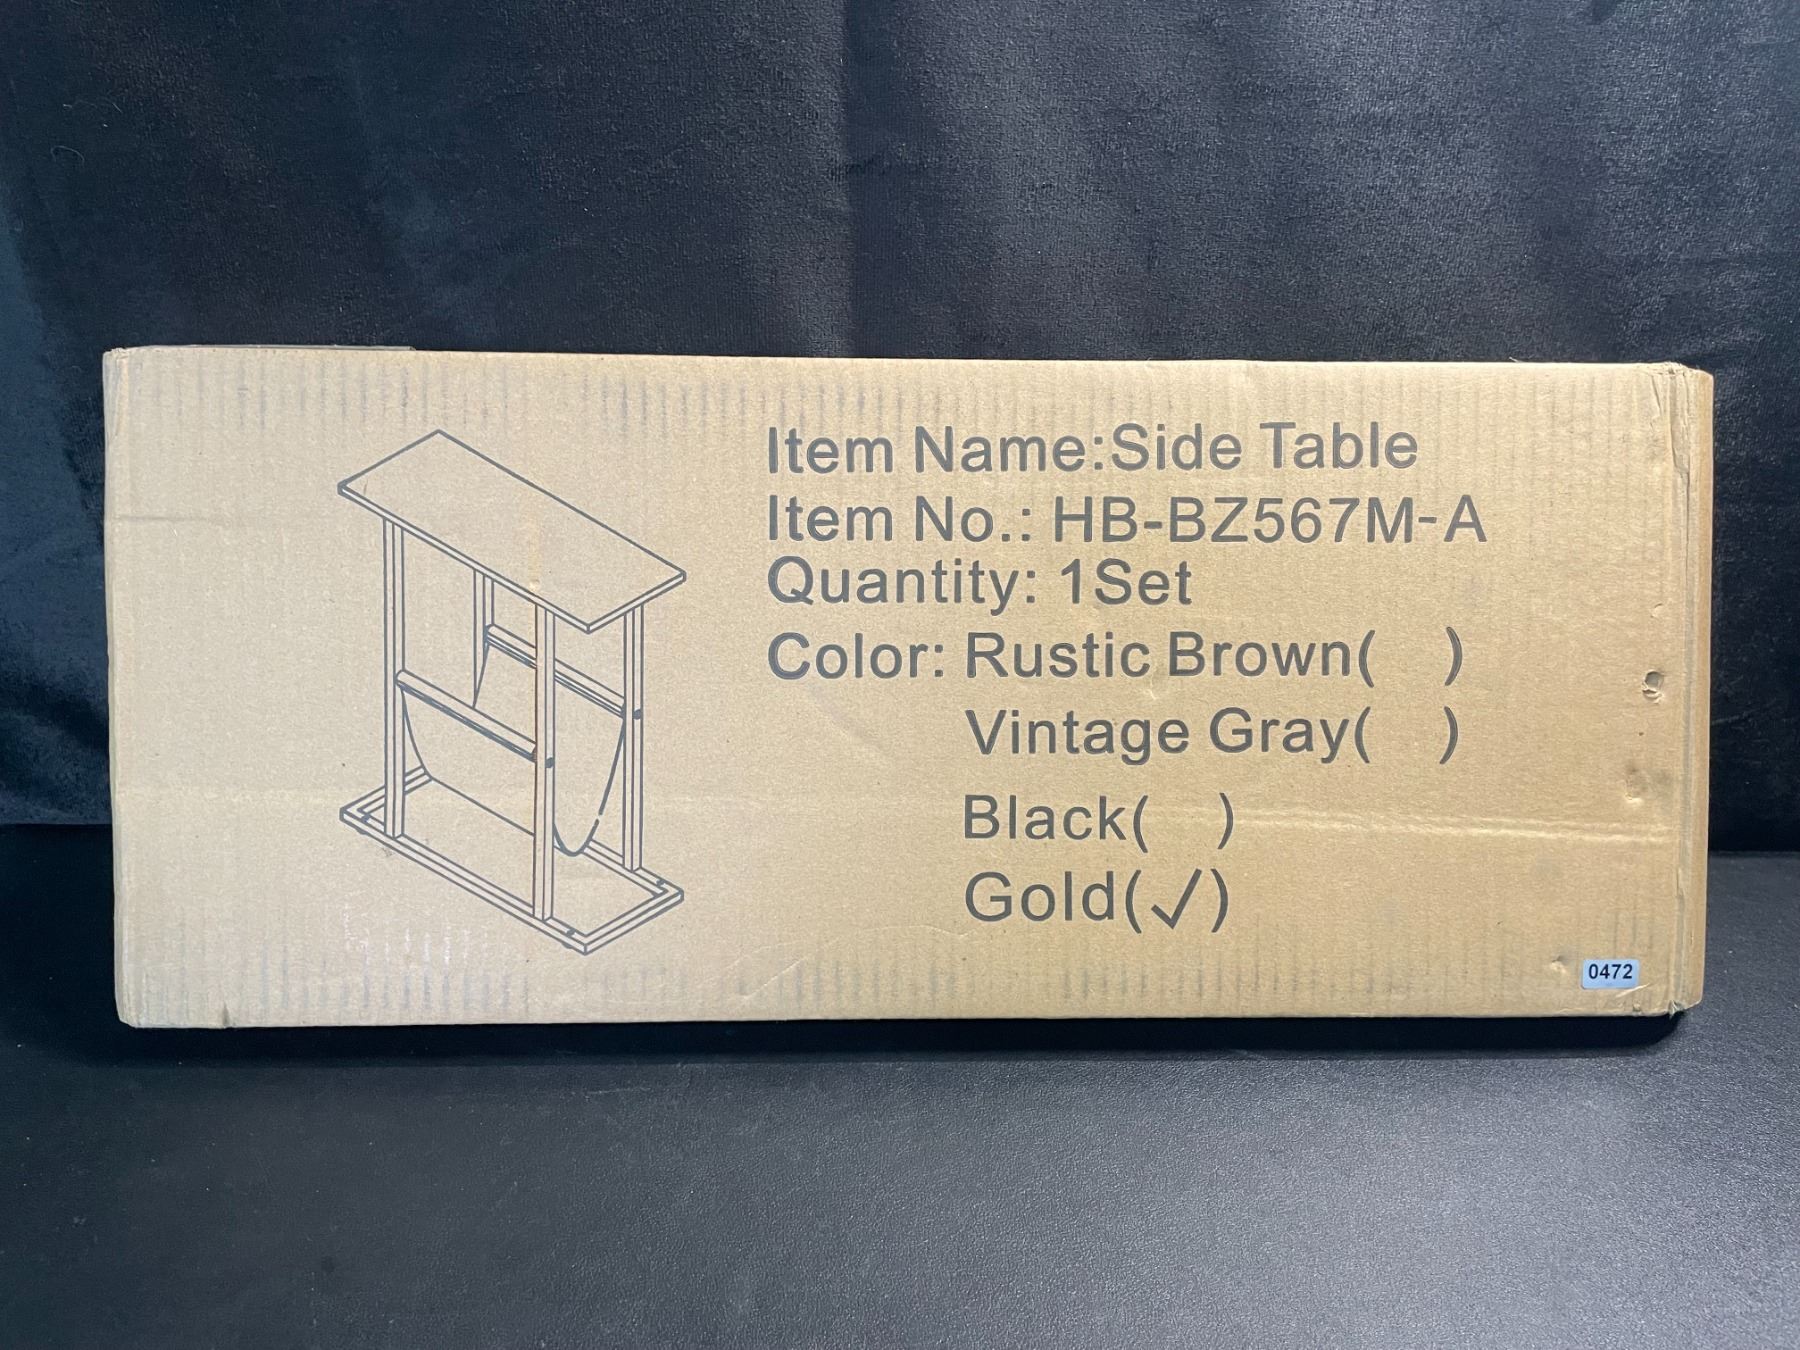 Item Name:Side Table
Item No.: HB-BZ567M-A
Quantity: 1Set
Color: Rustic Brown(  )
Vintage Gray(  )
Black(  )
Gold(√)
0472